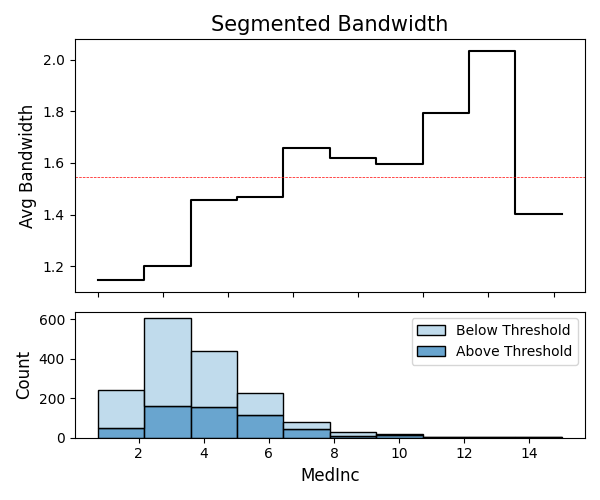 Segmented Bandwidth
2.0
1.8
1.6
1.4
1.2
Avg Bandwidth
600
400
200
0
Count
Below Threshold
Above Threshold
2 4 6 8 10 12 14
MedInc